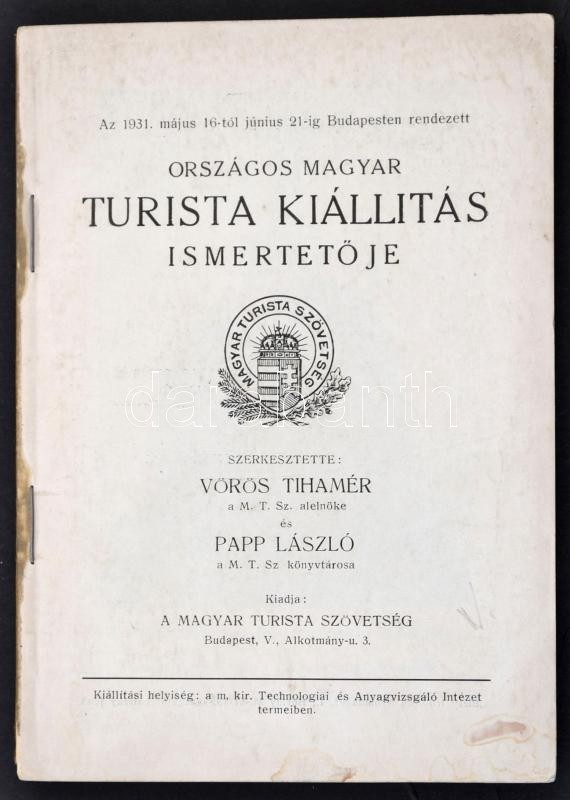 Az 1931. május 16-tól június 21-ig Budapesten rendezett
ORSZÁGOS MAGYAR
TURISTA KIÁLLITÁS
ISMERTETŐJE
MAGYAR TURISTA SZÖVETSÉG
SZERKESZTETTE:
VÖRÖS TIHAMÉR
a M. T. Sz. alelnöke
és
PAPP LÁSZLÓ
a M. T. Sz könyvtárosa
Kiadja:
A MAGYAR TURISTA SZÖVETSÉG
Budapest, V., Alkotmány-u. 3.
Kiállítási helyiség: a m. kir. Technologiai és Anyagvizsgáló Intézet
termeiben.